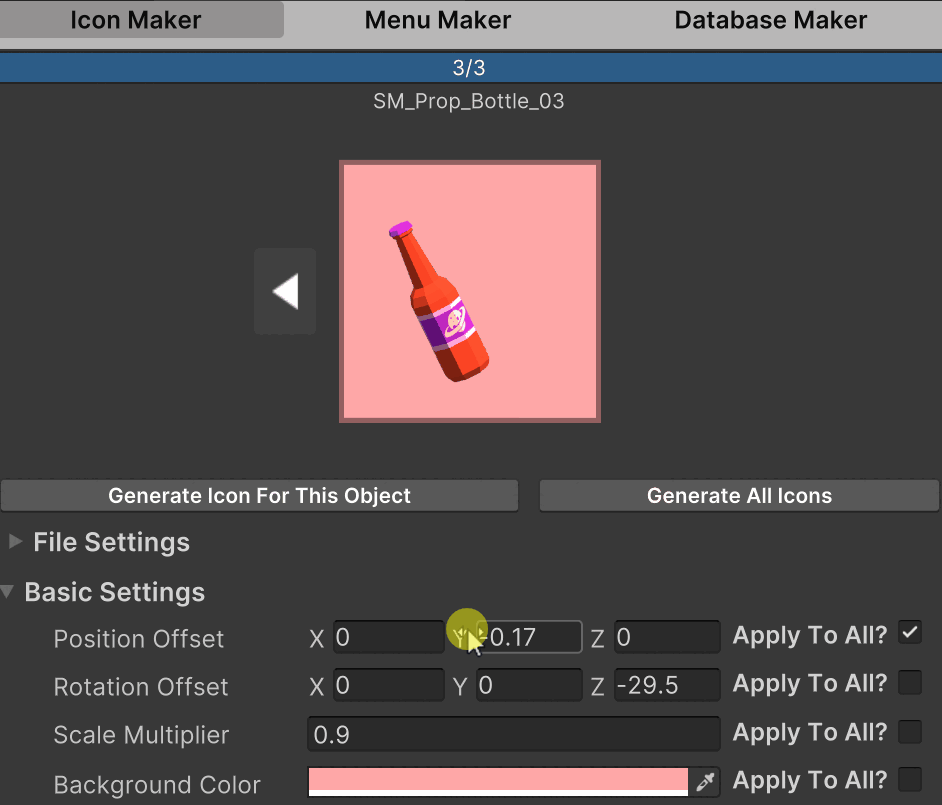 Icon Maker Menu Maker Database Maker
3/3
SM_Prop_Bottle_03
Generate Icon For This Object Generate All Icons
File Settings
Basic Settings
Position Offset X 0 Y -0.17 Z 0 Apply To All?
Rotation Offset X 0 Y 0 Z -29.5 Apply To All?
Scale Multiplier 0.9 Apply To All?
Background Color Apply To All?